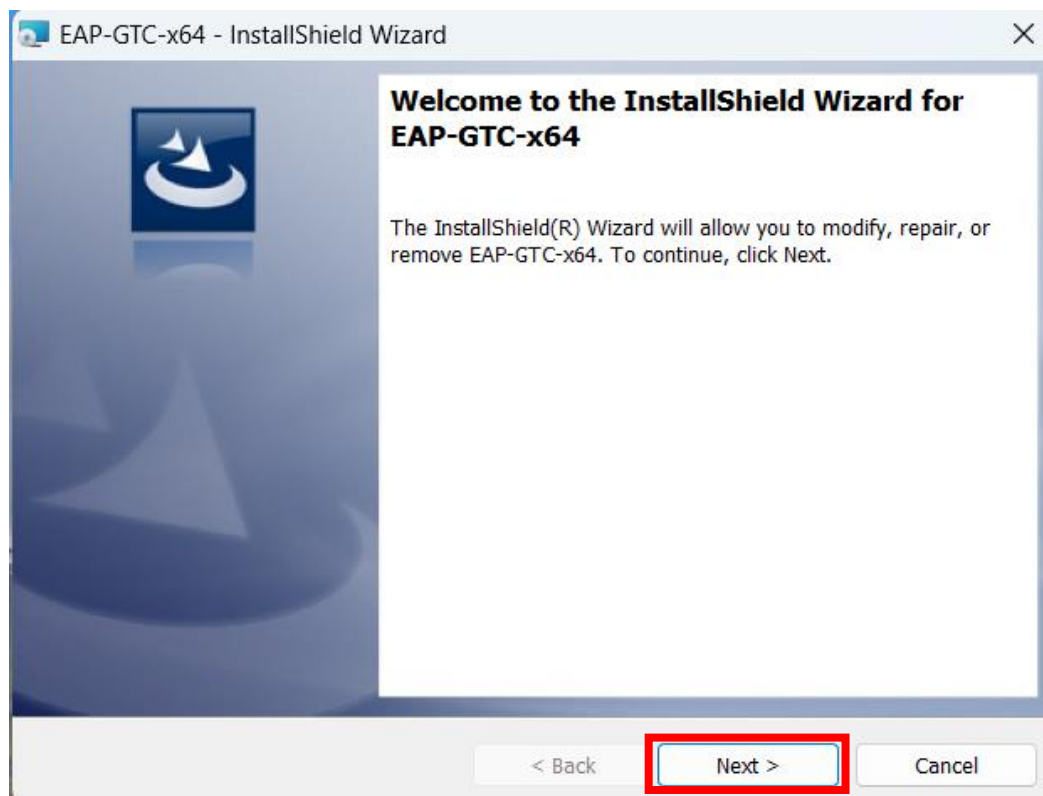 EAP-GTC-x64 - InstallShield Wizard
Welcome to the InstallShield Wizard for
EAP-GTC-x64
The InstallShield(R) Wizard will allow you to modify, repair, or
remove EAP-GTC-x64. To continue, click Next.
< Back Next > Cancel